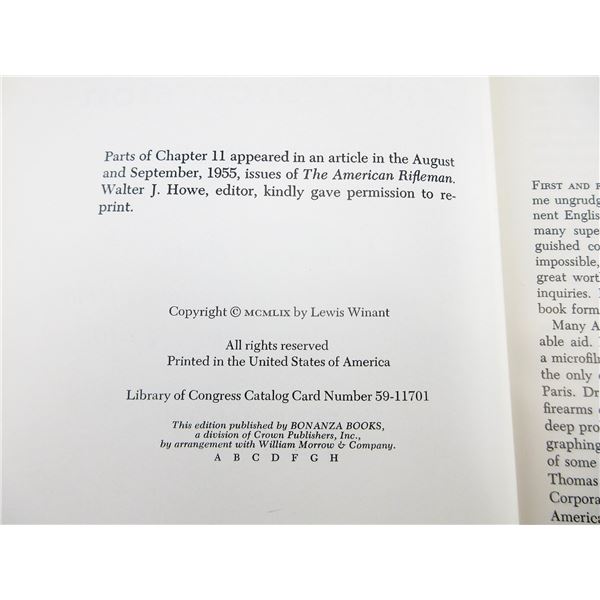 Parts of Chapter 11 appeared in an article in the August
and September, 1955, issues of The American Rifleman.
Walter J. Howe, editor, kindly gave permission to re-
print.
Copyright © MCMLIX by Lewis Winant
All rights reserved
Printed in the United States of America
Library of Congress Catalog Card Number 59-11701
This edition published by BONANZA BOOKS,
a division of Crown Publishers, Inc.,
by arrangement with William Morrow & Company.
A B C D F G H
FIRST AND
me ungrudg
nent Englis
many supe
guished co
impossible,
great wort
inquiries.
book form
Many A
able aid.
a microfilm
the only
Paris. Dr
firearms
deep pro
graphing
of some
Thomas
Corpora
America